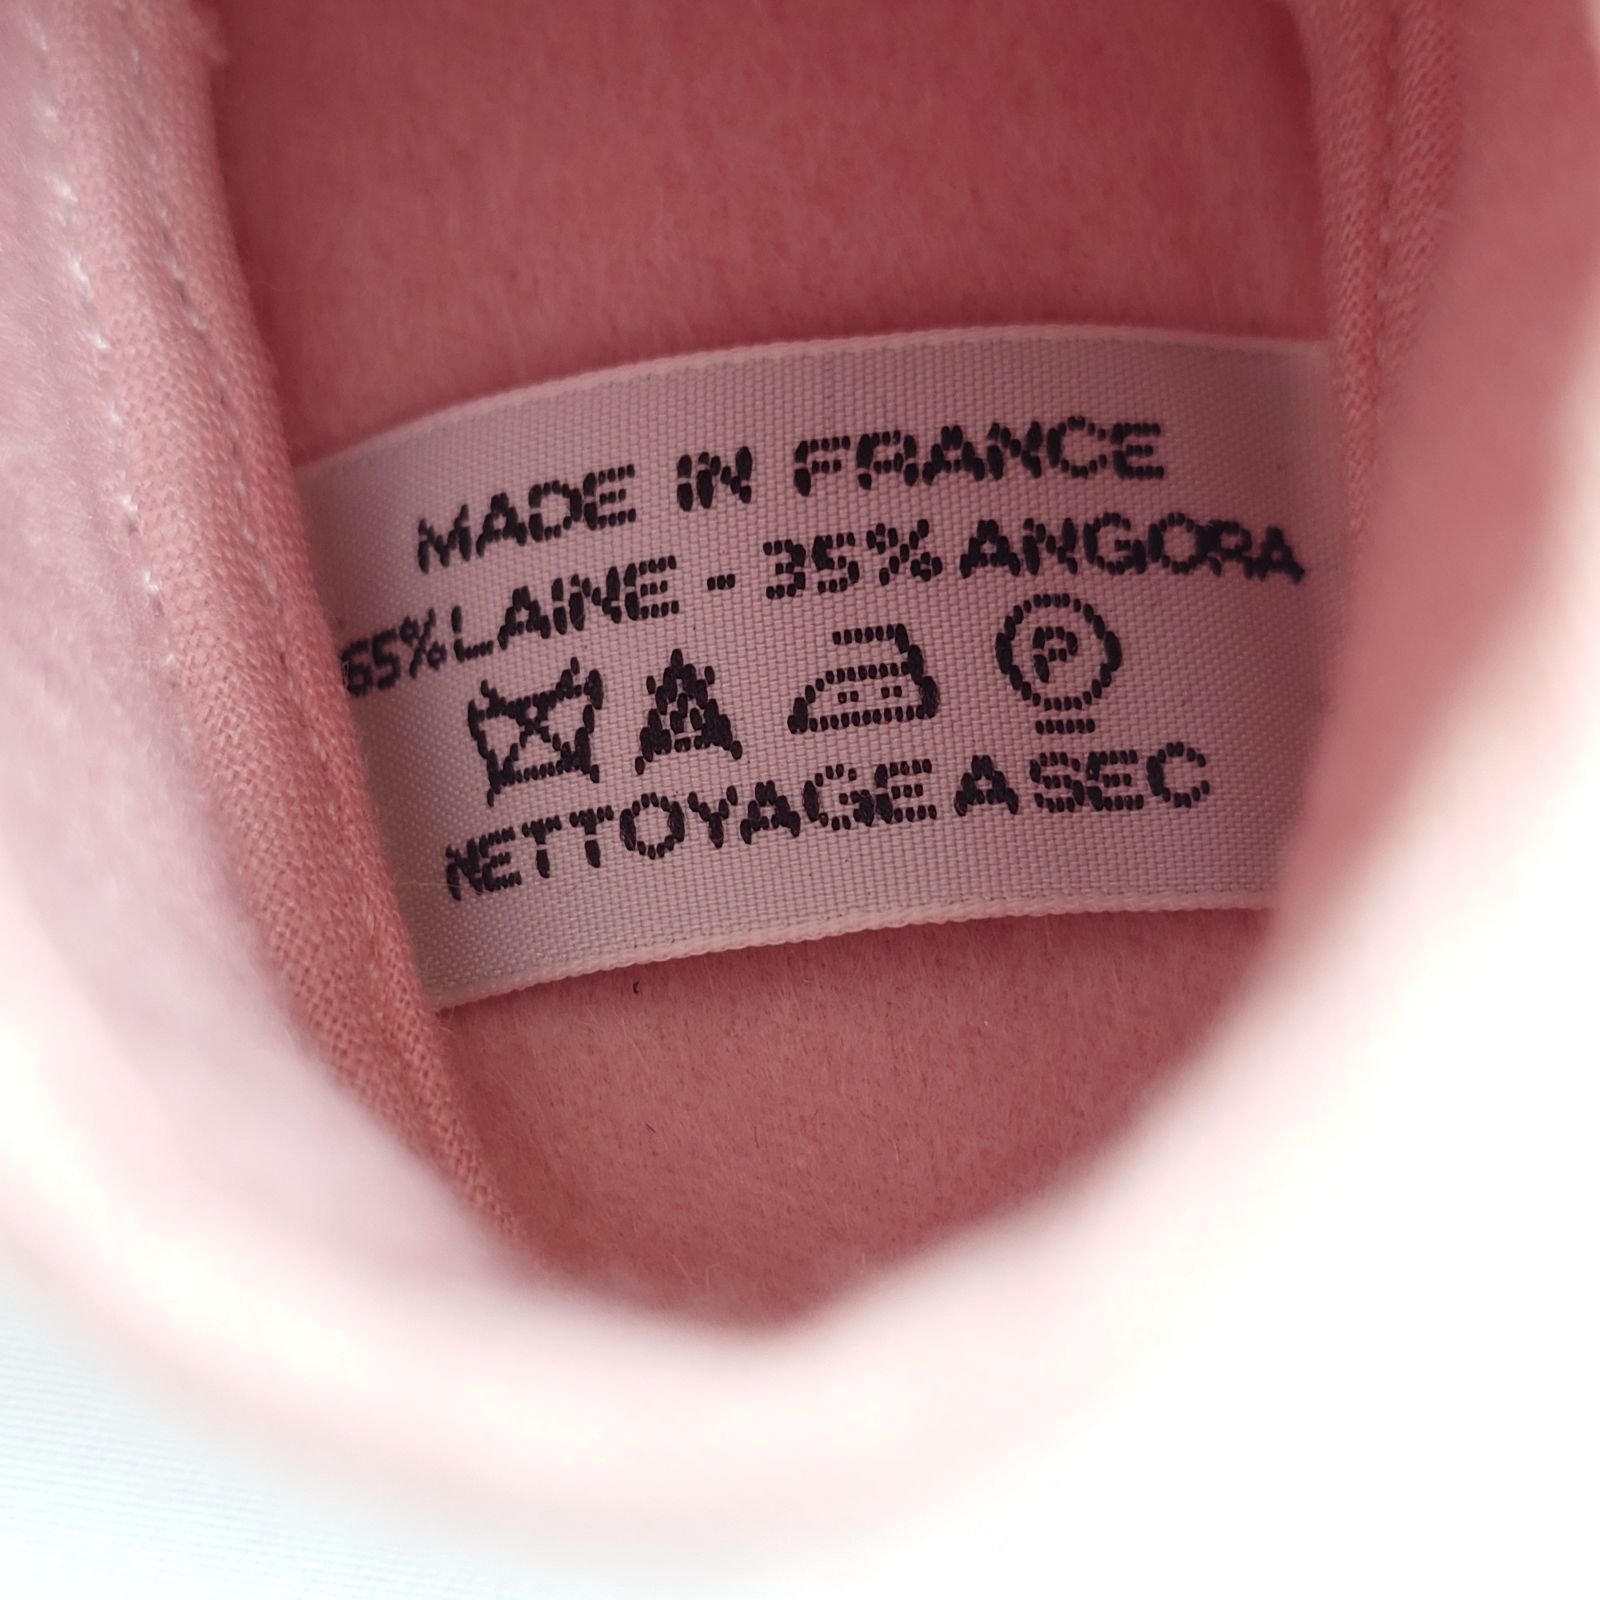 MADE IN FRANCE
65% LAINE - 35% ANGORA
P
NETTOYAGE A SEC